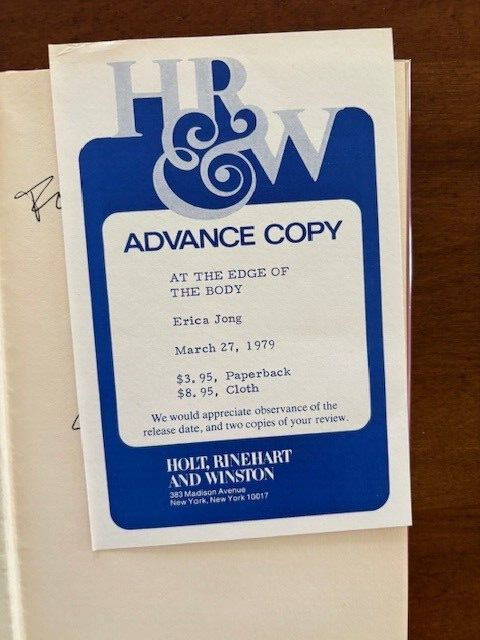 HR&W
ADVANCE COPY
AT THE EDGE OF
THE BODY
Erica Jong
March 27, 1979
$3.95, Paperback
$8.95, Cloth
We would appreciate observance of the
release date, and two copies of your review.
HOLT, RINEHART
AND WINSTON
383 Madison Avenue
New York, New York 10017